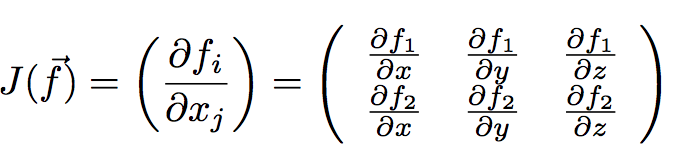 $J(\vec{f}) = \left( \frac{\partial f_i}{\partial x_j} \right) = \left( \begin{array}{ccc} \frac{\partial f_1}{\partial x} & \frac{\partial f_1}{\partial y} & \frac{\partial f_1}{\partial z} \\ \frac{\partial f_2}{\partial x} & \frac{\partial f_2}{\partial y} & \frac{\partial f_2}{\partial z} \end{array} \right)$